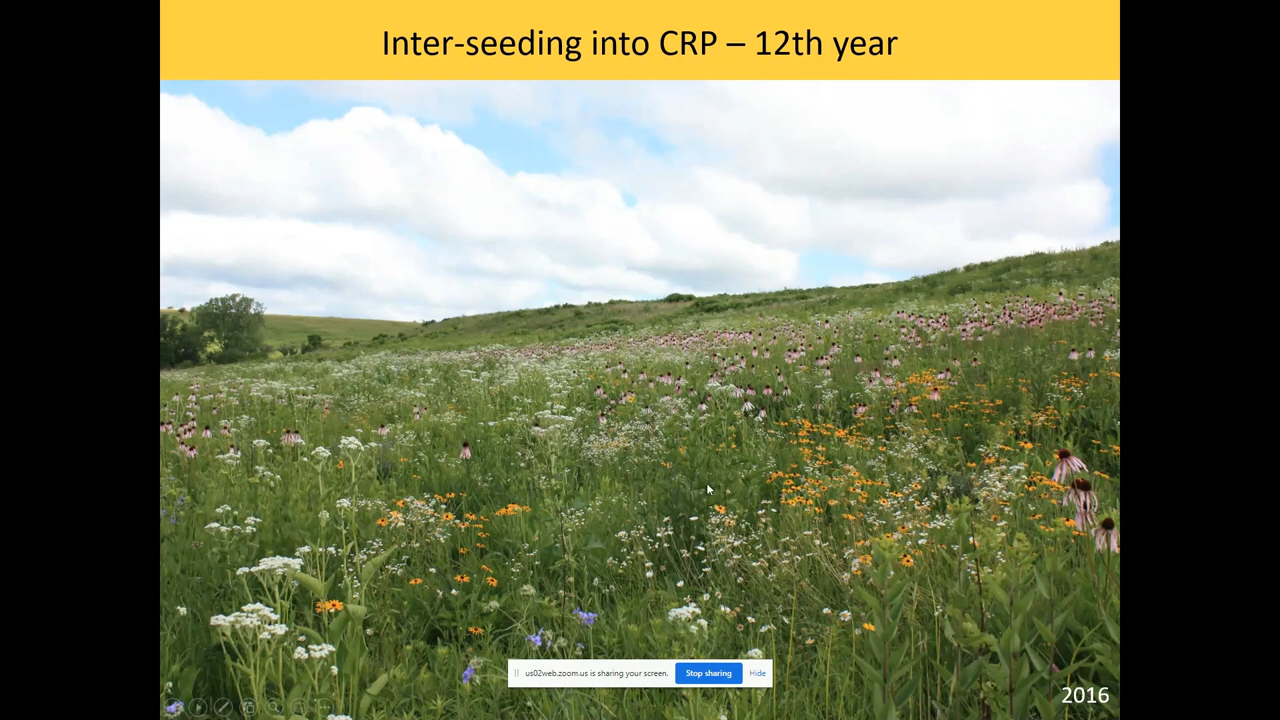 Inter-seeding into CRP – 12th year
us02web.zoom.us is sharing your screen.
Stop sharing
Hide
2016